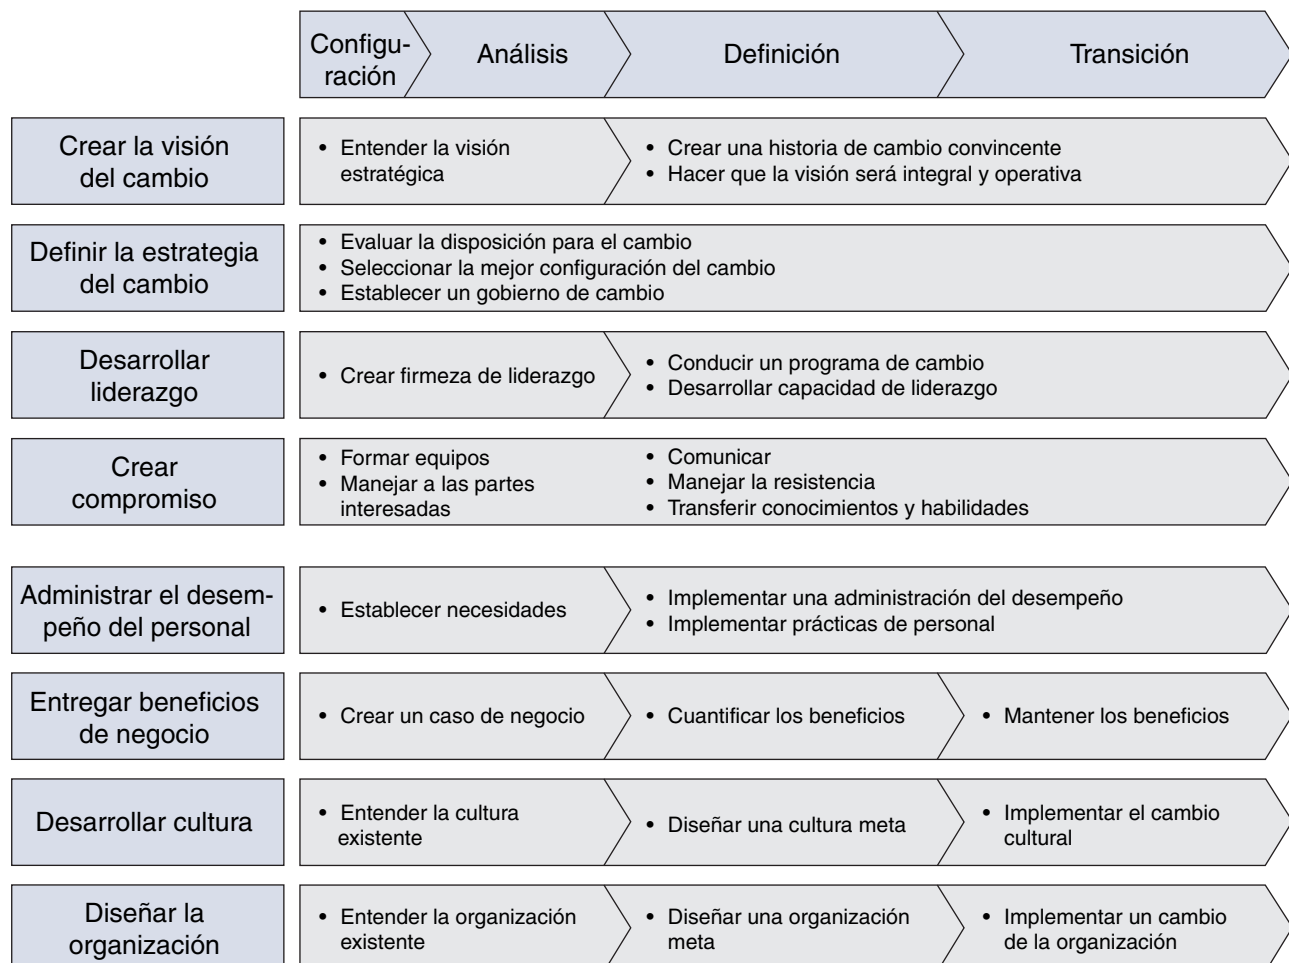 Configu-
ración
Análisis
Definición
Transición
Crear la visión
del cambio
• Entender la visión
estratégica
• Crear una historia de cambio convincente
• Hacer que la visión será integral y operativa
Definir la estrategia
del cambio
• Evaluar la disposición para el cambio
• Seleccionar la mejor configuración del cambio
• Establecer un gobierno de cambio
Desarrollar
liderazgo
• Crear firmeza de liderazgo
• Conducir un programa de cambio
• Desarrollar capacidad de liderazgo
Crear
compromiso
• Formar equipos
• Manejar a las partes
interesadas
• Comunicar
• Manejar la resistencia
• Transferir conocimientos y habilidades
Administrar el desem-
peño del personal
• Establecer necesidades
• Implementar una administración del desempeño
• Implementar prácticas de personal
Entregar beneficios
de negocio
• Crear un caso de negocio
• Cuantificar los beneficios
• Mantener los beneficios
Desarrollar cultura
• Entender la cultura
existente
• Diseñar una cultura meta
• Implementar el cambio
cultural
Diseñar la
organización
• Entender la organización
existente
• Diseñar una organización
meta
• Implementar un cambio
de la organización